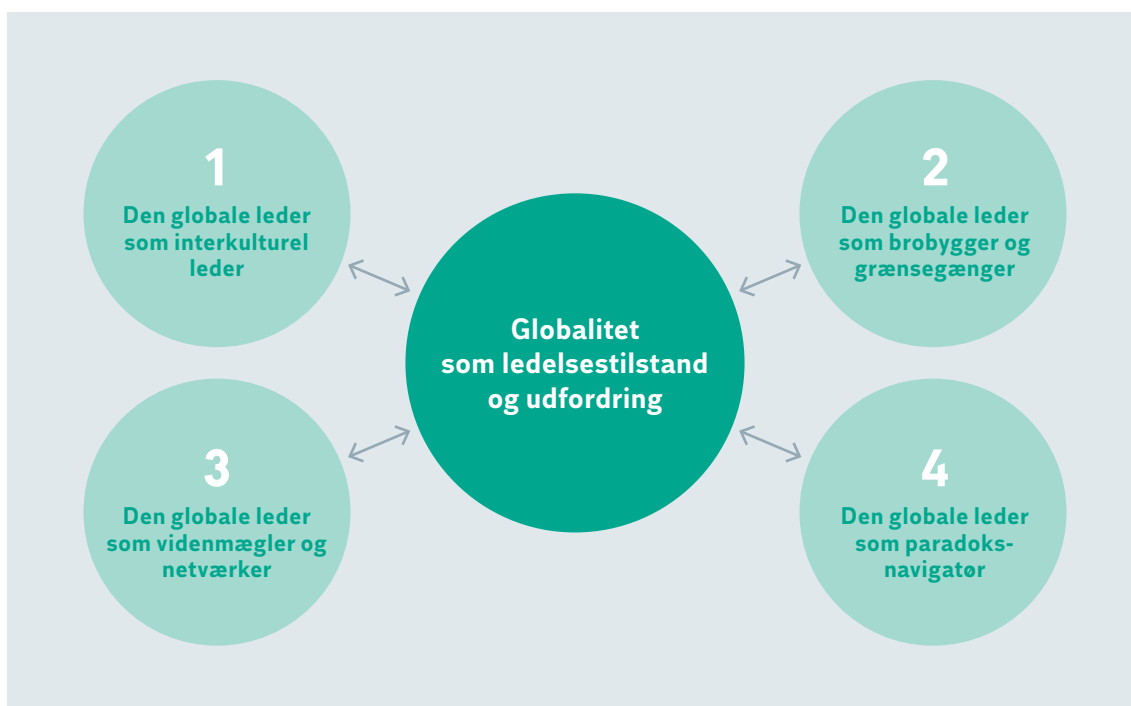 1
Den globale leder
som interkulturel
leder
2
Den globale leder
som brobygger og
grænsegænger
Globalitet
som ledelsestilstand
og udfordring
3
Den globale leder
som videnmægler og
netværker
4
Den globale leder
som paradoks-
navigatør